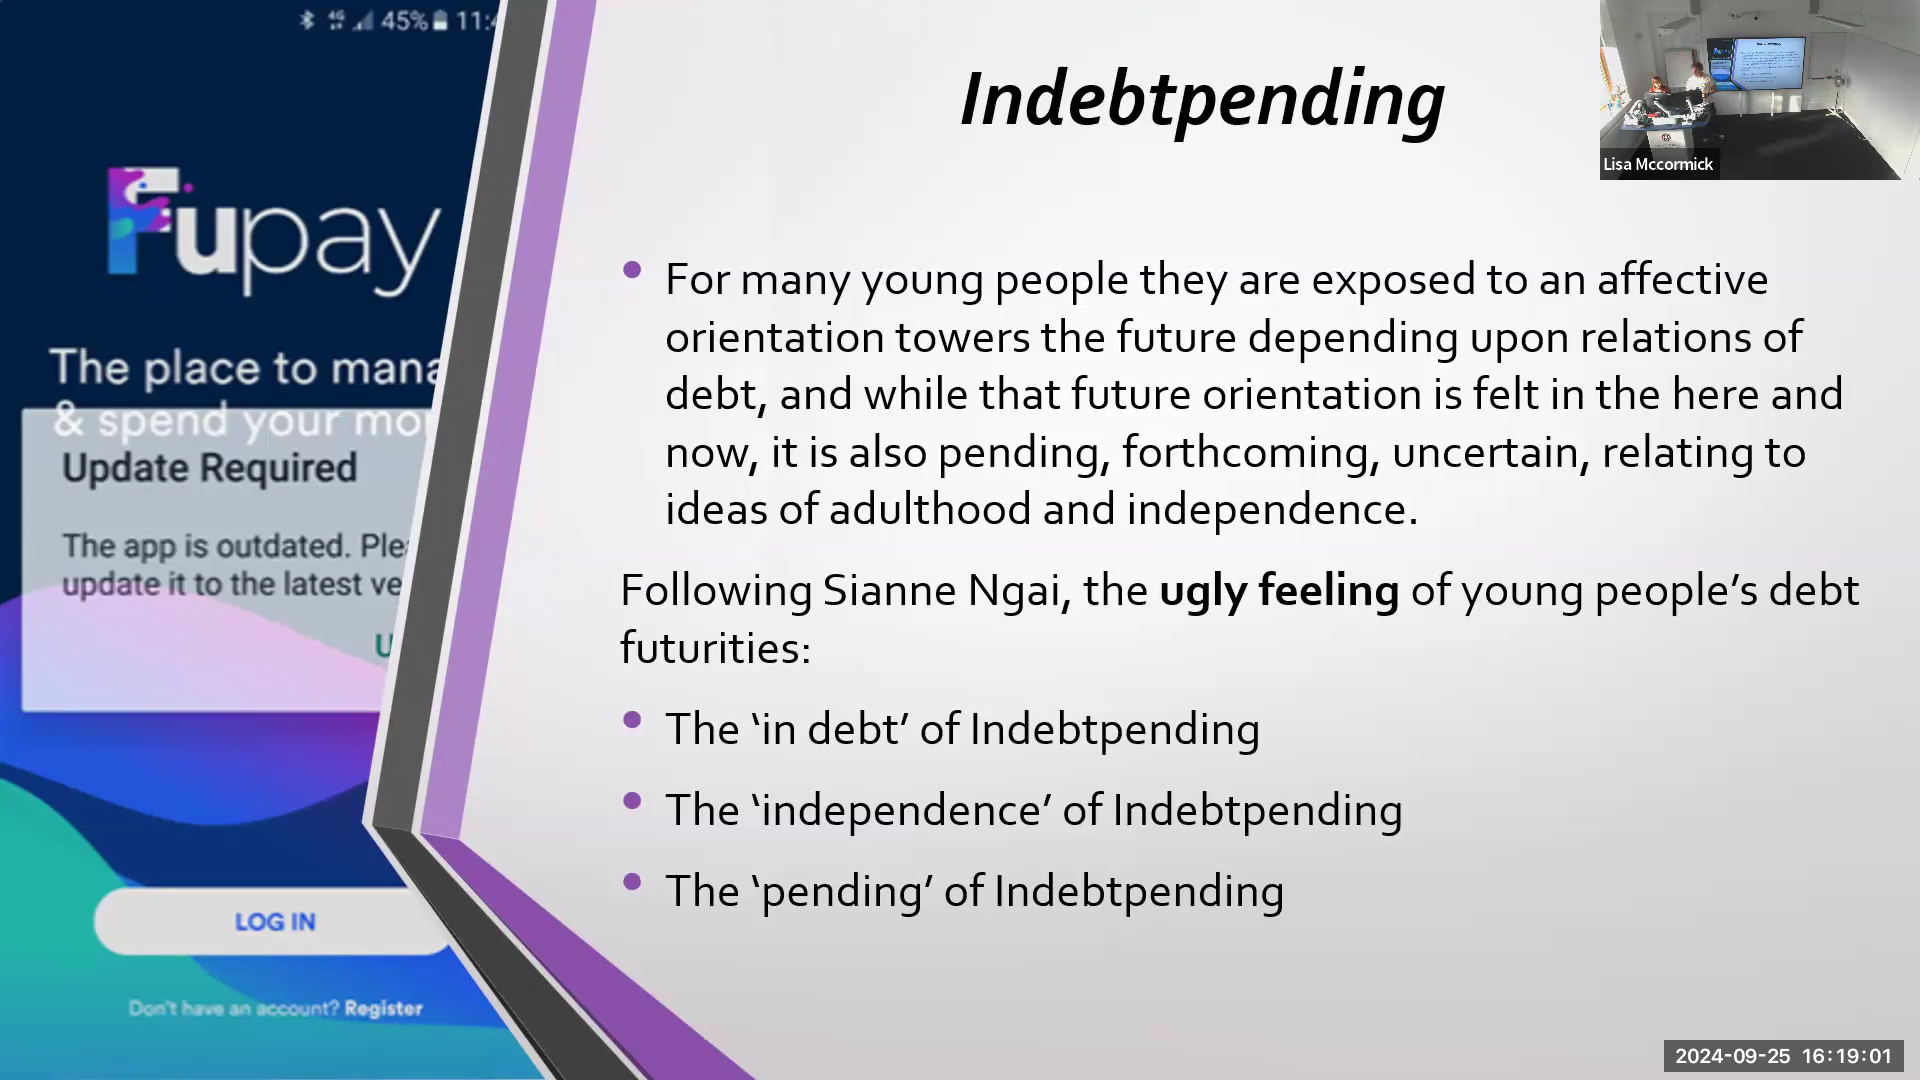 45% 11:4
Fupay
The place to mana
& spend your mo
Update Required
The app is outdated. Plea
update it to the latest ve
U
LOG IN
Don't have an account? Register
Indebtpending
Lisa Mccormick
• For many young people they are exposed to an affective
orientation towers the future depending upon relations of
debt, and while that future orientation is felt in the here and
now, it is also pending, forthcoming, uncertain, relating to
ideas of adulthood and independence.
Following Sianne Ngai, the ugly feeling of young people’s debt
futurities:
• The ‘in debt’ of Indebtpending
• The ‘independence’ of Indebtpending
• The ‘pending’ of Indebtpending
2024-09-25 16:19:01